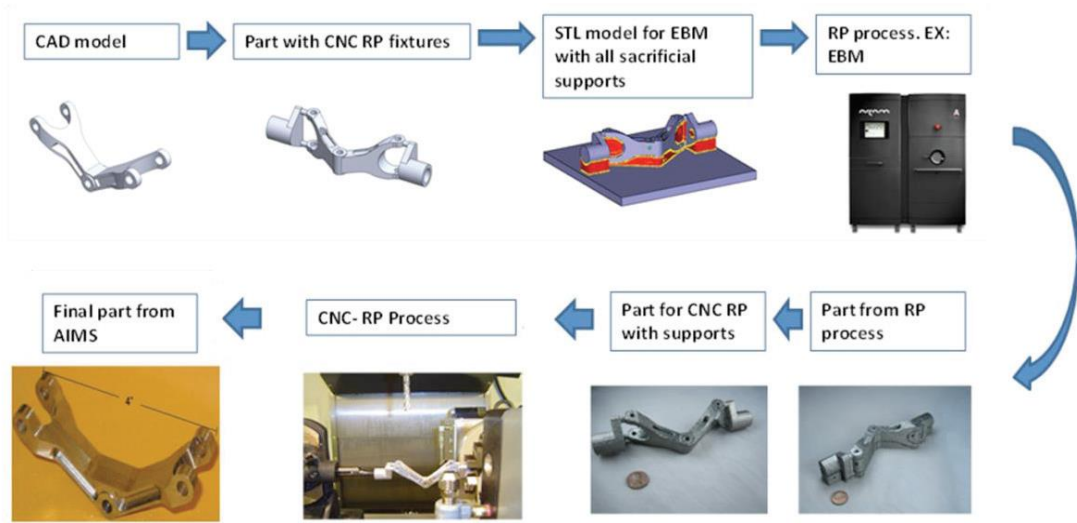 CAD model
Part with CNC RP fixtures
STL model for EBM
with all sacrificial
supports
RP process. EX:
EBM
Arcam
A
Final part from
AIMS
CNC- RP Process
Part for CNC RP
with supports
Part from RP
process
4"